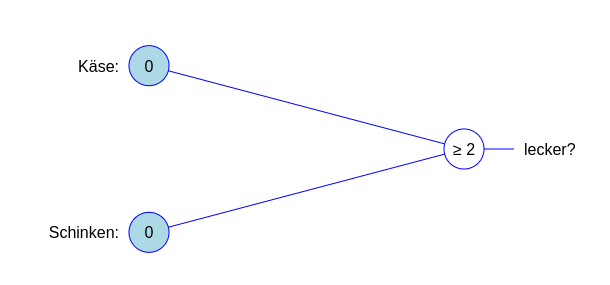 Käse: 0
≥ 2 lecker?
Schinken: 0